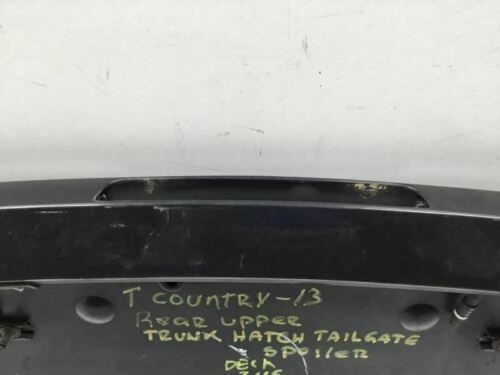 T COUNTRY-13
Rear UPPER
TRUNK HATCH TAILGATE
SPOILER
DECK